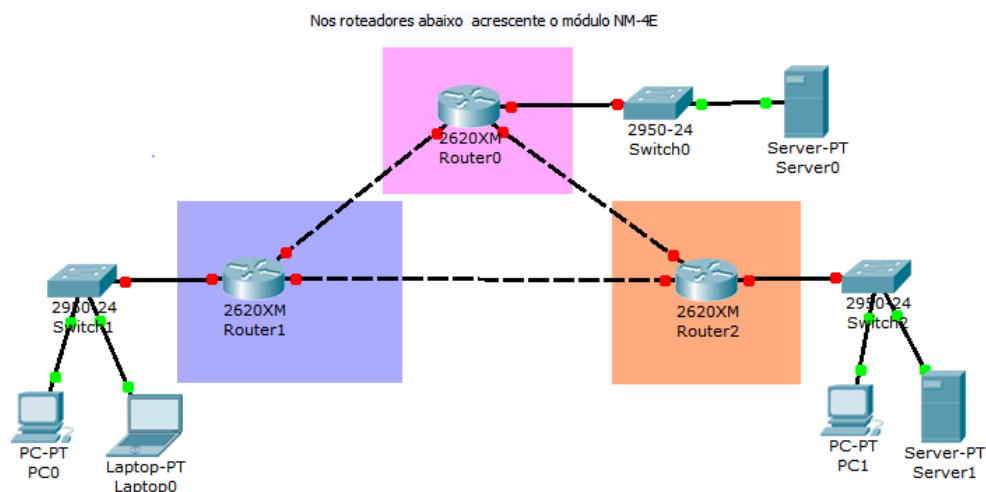 Nos roteadores abaixo acrescente o módulo NM-4E
2620XM
Router0
2950-24
Switch0
Server-PT
Server0
2950-24
Switch1
2620XM
Router1
2620XM
Router2
2950-24
Switch2
PC-PT
PC0
Laptop-PT
Laptop0
PC-PT
PC1
Server-PT
Server1